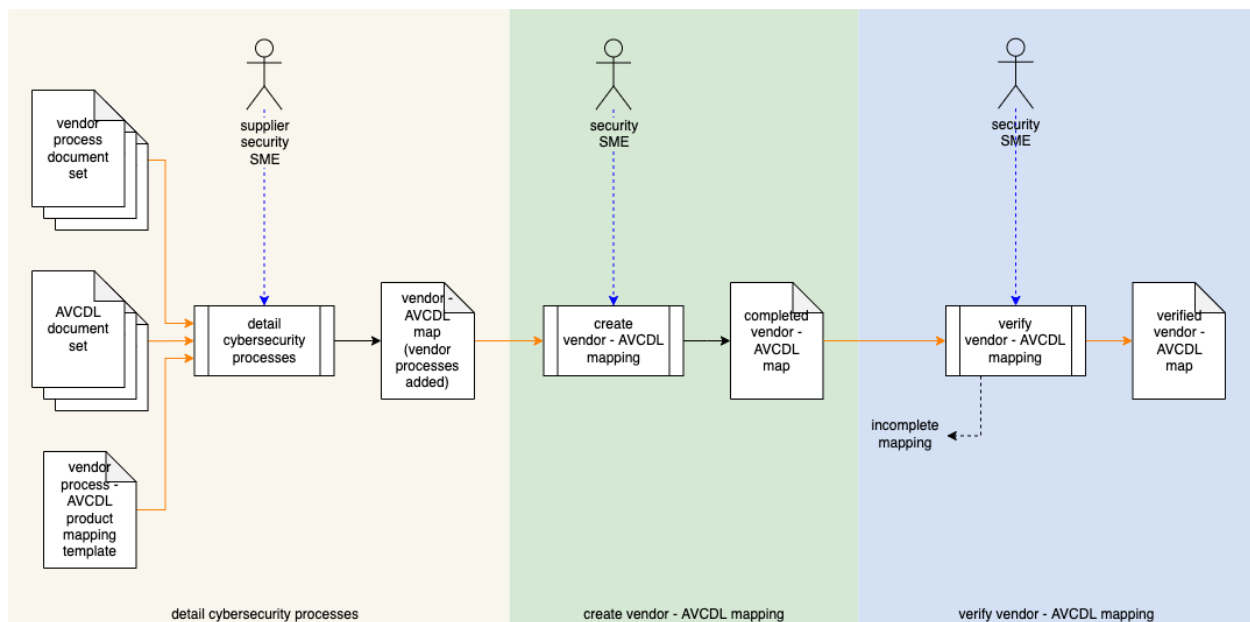 vendor
process
document
set
AVCDL
document
set
vendor
process -
AVCDL
product
mapping
template
supplier
security
SME
detail
cybersecurity
processes
vendor -
AVCDL
map
(vendor
processes
added)
detail cybersecurity processes
security
SME
create
vendor - AVCDL
mapping
completed
vendor -
AVCDL
map
create vendor - AVCDL mapping
security
SME
verify
vendor - AVCDL
mapping
incomplete
mapping
verified
vendor -
AVCDL
map
verify vendor - AVCDL mapping